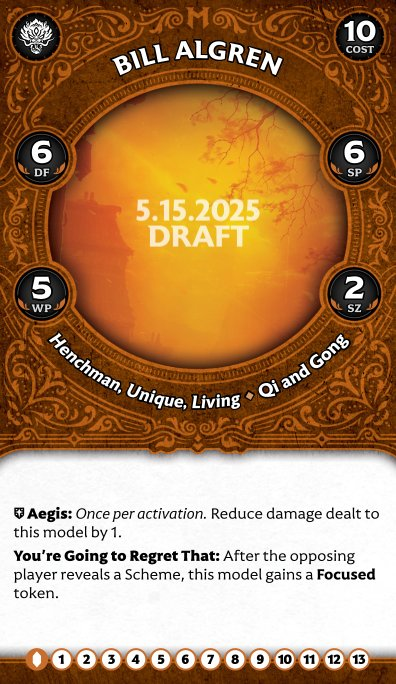 10
COST
BILL ALGREN
6
DF
6
SP
5.15.2025
DRAFT
5
WP
2
SZ
Henchman, Unique, Living ◆ Qi and Gong
Aegis: Once per activation. Reduce damage dealt to
this model by 1.
You're Going to Regret That: After the opposing
player reveals a Scheme, this model gains a Focused
token.
1 2 3 4 5 6 7 8 9 10 11 12 13